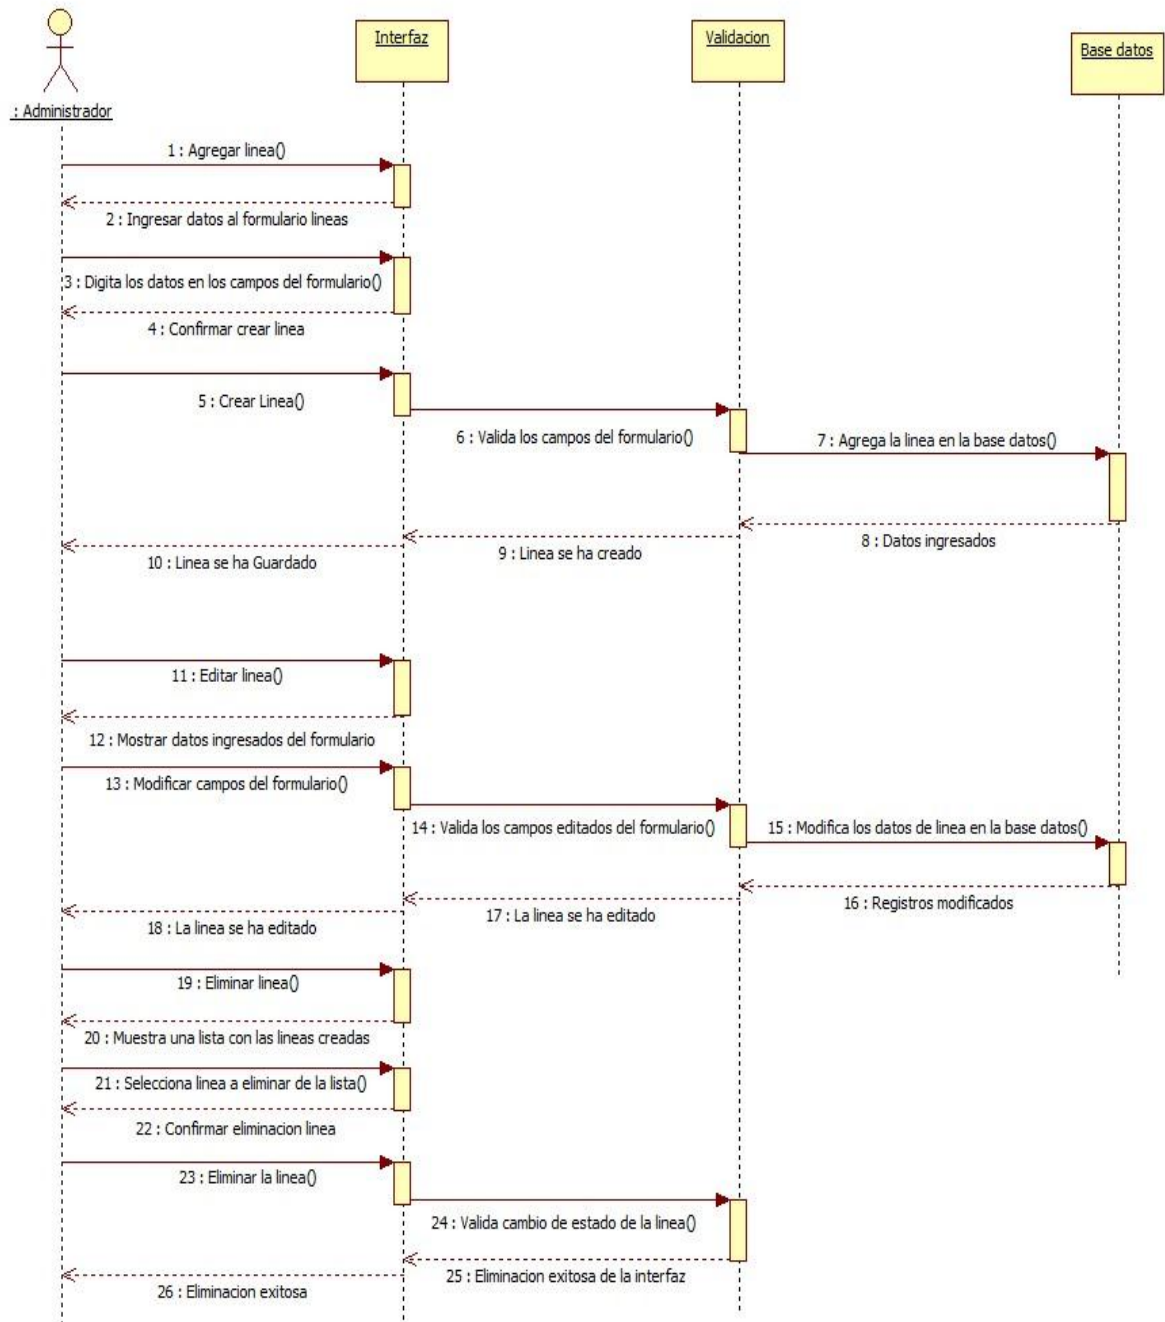 Interfaz
Validacion
Base datos
: Administrador
1 : Agregar linea()
2 : Ingresar datos al formulario lineas
3 : Digita los datos en los campos del formulario()
4 : Confirmar crear linea
5 : Crear Linea()
6 : Valida los campos del formulario()
7 : Agrega la linea en la base datos()
8 : Datos ingresados
9 : Linea se ha creado
10 : Linea se ha Guardado
11 : Editar linea()
12 : Mostrar datos ingresados del formulario
13 : Modificar campos del formulario()
14 : Valida los campos editados del formulario()
15 : Modifica los datos de linea en la base datos()
16 : Registros modificados
17 : La linea se ha editado
18 : La linea se ha editado
19 : Eliminar linea()
20 : Muestra una lista con las lineas creadas
21 : Selecciona linea a eliminar de la lista()
22 : Confirmar eliminacion linea
23 : Eliminar la linea()
24 : Valida cambio de estado de la linea()
25 : Eliminacion exitosa de la interfaz
26 : Eliminacion exitosa